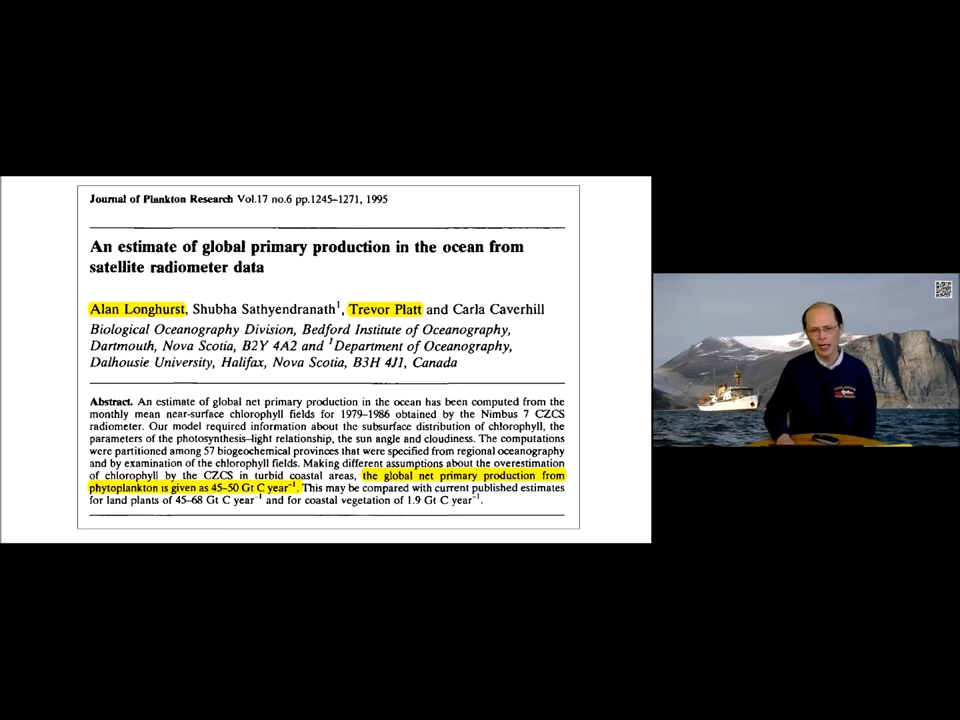 Journal of Plankton Research Vol.17 no.6 pp.1245–1271, 1995
An estimate of global primary production in the ocean from
satellite radiometer data
Alan Longhurst, Shubha Sathyendranath¹, Trevor Platt and Carla Caverhill
Biological Oceanography Division, Bedford Institute of Oceanography,
Dartmouth, Nova Scotia, B2Y 4A2 and ¹Department of Oceanography,
Dalhousie University, Halifax, Nova Scotia, B3H 4J1, Canada
Abstract. An estimate of global net primary production in the ocean has been computed from the
monthly mean near-surface chlorophyll fields for 1979–1986 obtained by the Nimbus 7 CZCS
radiometer. Our model required information about the subsurface distribution of chlorophyll, the
parameters of the photosynthesis–light relationship, the sun angle and cloudiness. The computations
were partitioned among 57 biogeochemical provinces that were specified from regional oceanography
and by examination of the chlorophyll fields. Making different assumptions about the overestimation
of chlorophyll by the CZCS in turbid coastal areas, the global net primary production from
phytoplankton is given as 45–50 Gt C year⁻¹. This may be compared with current published estimates
for land plants of 45–68 Gt C year⁻¹ and for coastal vegetation of 1.9 Gt C year⁻¹.